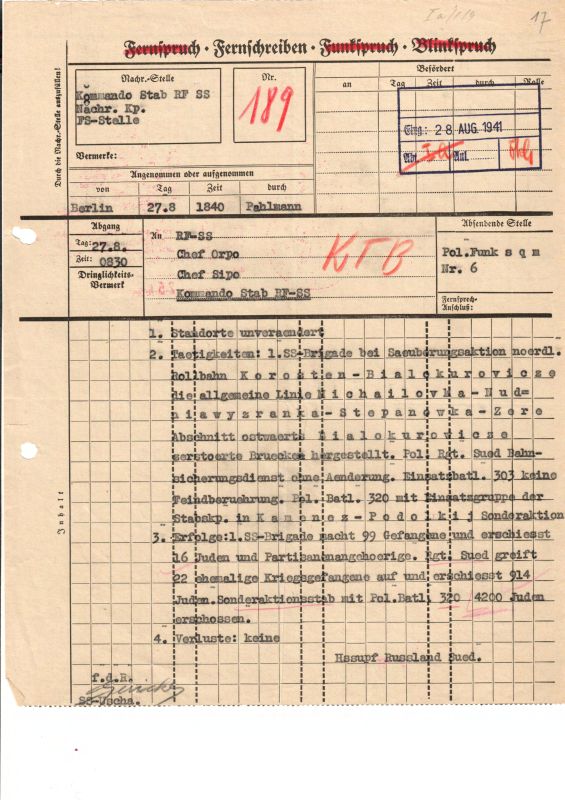 I a/119 17
Fernspruch · Fernschreiben · Funkspruch · Blinkspruch
Durch die Nachr.-Stelle auszufüllen!
Nachr.-Stelle
Kommando Stab RF SS
Nachr. Kp.
FS-Stelle
Nr.
189
Vermerke:
Befördert
an Tag Zeit durch Rolle
Eing.: 28. AUG. 1941
Abt. Ant.
Angenommen oder aufgenommen
von Tag Zeit durch
Berlin 27.8 1840 Pahlmann
Abgang
Tag: 27.8.
Zeit: 0830
Dringlichkeits-
Vermerk
An RF-SS
Chef Orpo
Chef Sipo
Kommando Stab RF-SS
KTB
Absendende Stelle
Pol.Funk s q m
Nr. 6
Fernsprech-
Anschluß:
Inhalt
1. Standorte unveraendert
2. Taetigkeiten: 1.SS-Brigade bei Saeuberungsaktion noerdl.
Rollbahn K o r o s t e n - B i a l o k u r o v i c z e
die allgemeine Linie M i c h a i l o w k a - N u d =
n i a w y z r a n k a - S t e p a n o w k a - Z e r e
Abschnitt ostwaerts B i a l o k u r o w i c z e
zerstoerte Bruecken hergestellt. Pol. Rgt. Sued Bahn-
sicherungsdienst ohne Aenderung. Einsatzbatl. 303 keine
Feindberuehrung. Pol. Batl. 320 mit Einsatzgruppe der
Stabskp. in K a m e n e z - P o d o l k i j Sonderaktion
3. Erfolge:1.SS-Brigade macht 99 Gefangene und erschiesst
16 Juden und Partisanenangehoerige. Rgt. Sued greift
22 ehemalige Kriegsgefangene auf und erschiesst 914
Juden. Sonderaktionsstab mit Pol.Batl. 320 4200 Juden
erschossen.
4. Verluste: keine
Hssupf Russland Sued.
f.d.R.
SS-Uscha.